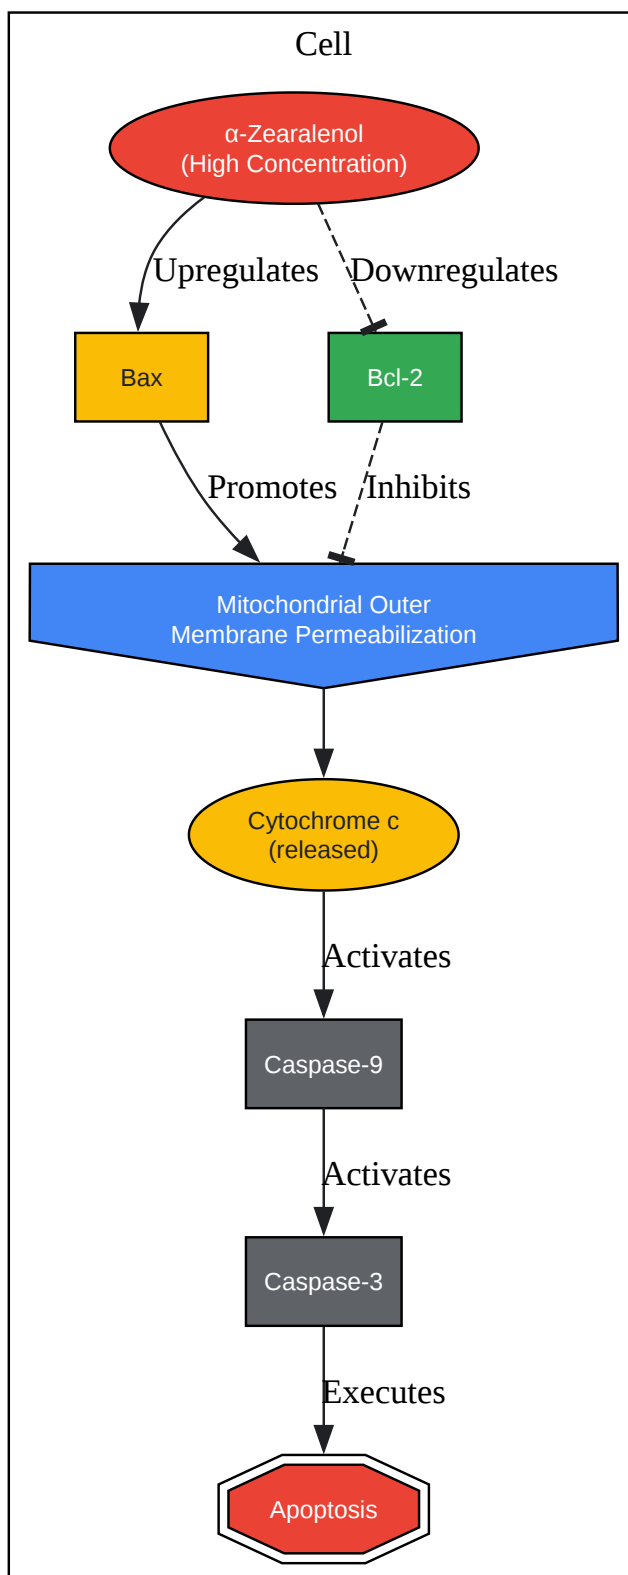 Cell
α-Zearalenol
(High Concentration)
Upregulates
Downregulates
Bax
Bcl-2
Promotes
Inhibits
Mitochondrial Outer
Membrane Permeabilization
Cytochrome c
(released)
Activates
Caspase-9
Activates
Caspase-3
Executes
Apoptosis